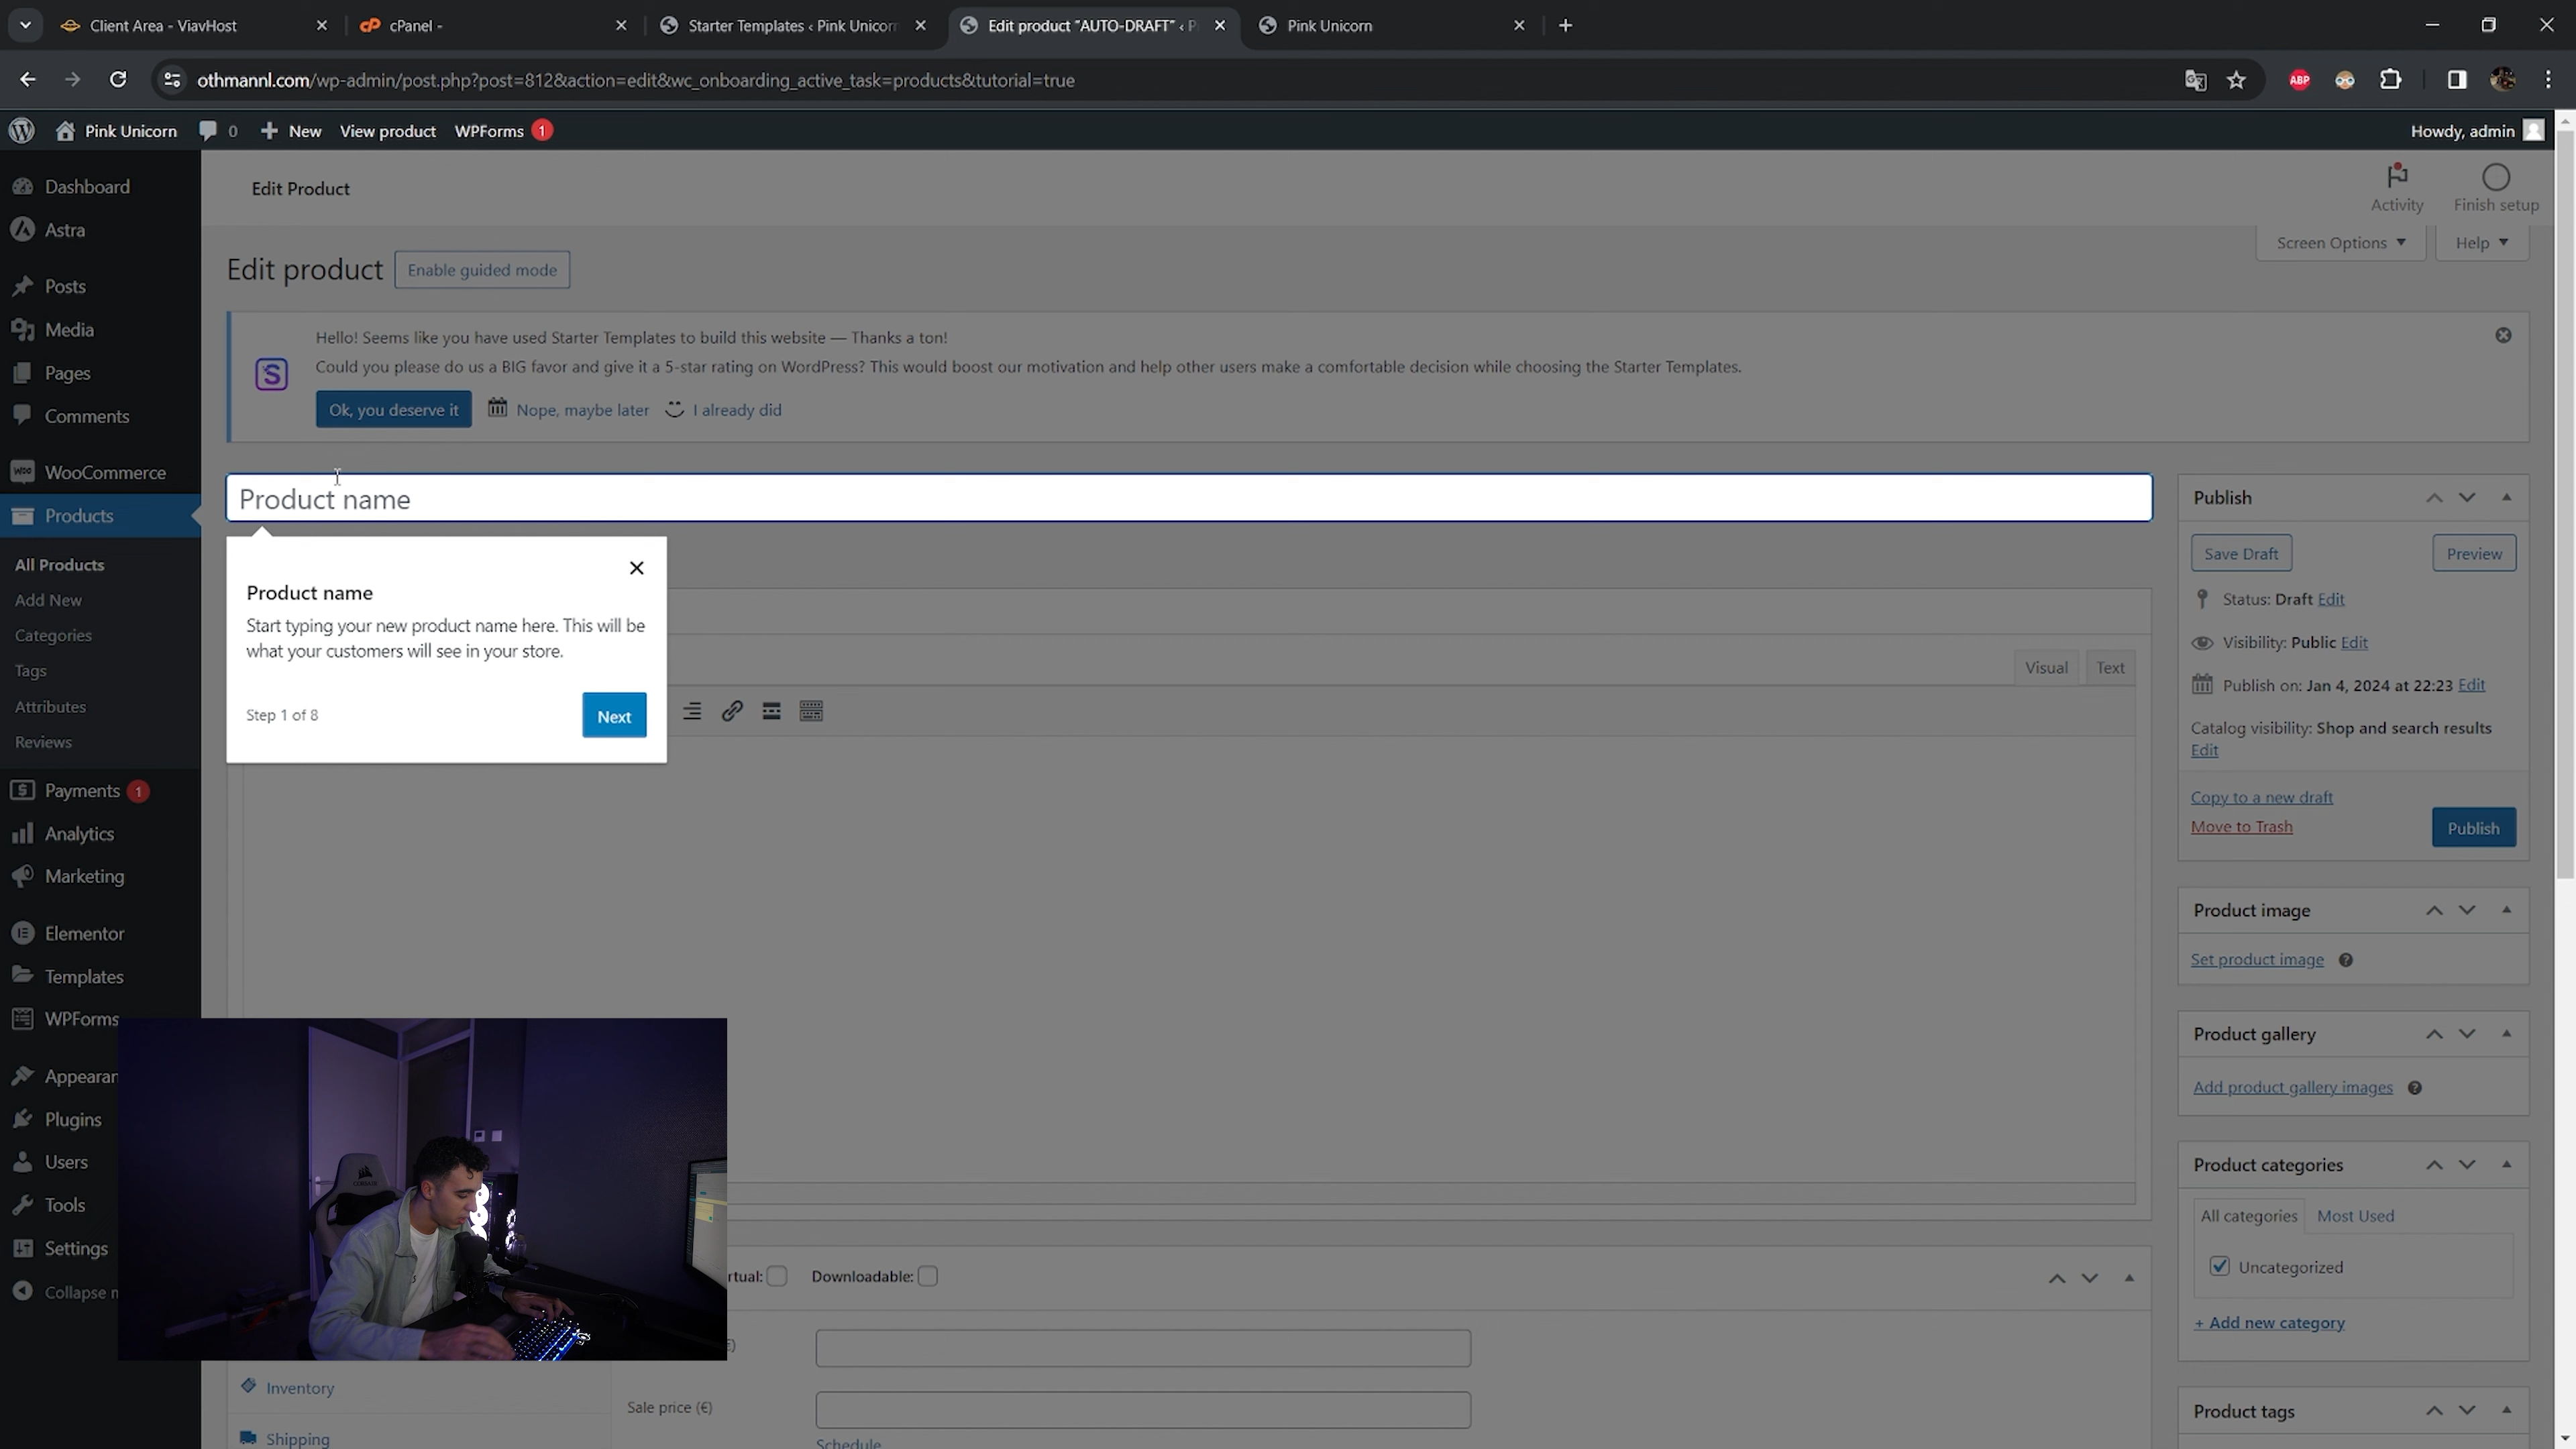 Client Area - ViavHost
cPanel -
Starter Templates ‹ Pink Unicorn
Edit product "AUTO-DRAFT" ‹ P
Pink Unicorn
othmannl.com/wp-admin/post.php?post=812&action=edit&wc_onboarding_active_task=products&tutorial=true
ABP
Pink Unicorn
0
New
View product
WPForms 1
Howdy, admin
Dashboard
Astra
Posts
Media
Pages
Comments
WooCommerce
Products
All Products
Add New
Categories
Tags
Attributes
Reviews
Payments 1
Analytics
Marketing
Elementor
Templates
WPForms
Appearan
Plugins
Users
Tools
Settings
Collapse m
Edit Product
Activity
Finish setup
Screen Options
Help
Edit product
Enable guided mode
Hello! Seems like you have used Starter Templates to build this website — Thanks a ton!
Could you please do us a BIG favor and give it a 5-star rating on WordPress? This would boost our motivation and help other users make a comfortable decision while choosing the Starter Templates.
Ok, you deserve it
Nope, maybe later
I already did
Product name
Product name
Start typing your new product name here. This will be
what your customers will see in your store.
Step 1 of 8
Next
Visual
Text
rtual:
Downloadable:
Sale price (€)
Schedule
Inventory
Shipping
Publish
Save Draft
Preview
Status: Draft Edit
Visibility: Public Edit
Publish on: Jan 4, 2024 at 22:23 Edit
Catalog visibility: Shop and search results
Edit
Copy to a new draft
Move to Trash
Publish
Product image
Set product image
Product gallery
Add product gallery images
Product categories
All categories
Most Used
Uncategorized
+ Add new category
Product tags